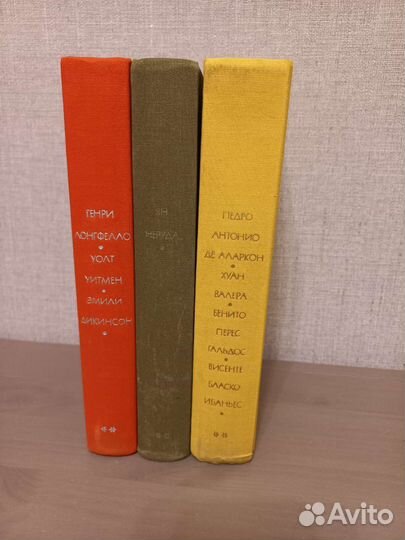 ГЕНРИ
ЛОНГФЕЛЛО
УОЛТ
УИТМЕН
ЭМИЛИ
ДИКИНСОН
ЯН
НЕРУДА
ПЕДРО
АНТОНИО
ДЕ АЛАРКОН
ХУАН
ВАЛЕРА
БЕНИТО
ПЕРЕС
ГАЛЬДОС
ВИСЕНТЕ
БЛАСКО
ИБАНЬЕС
Avito